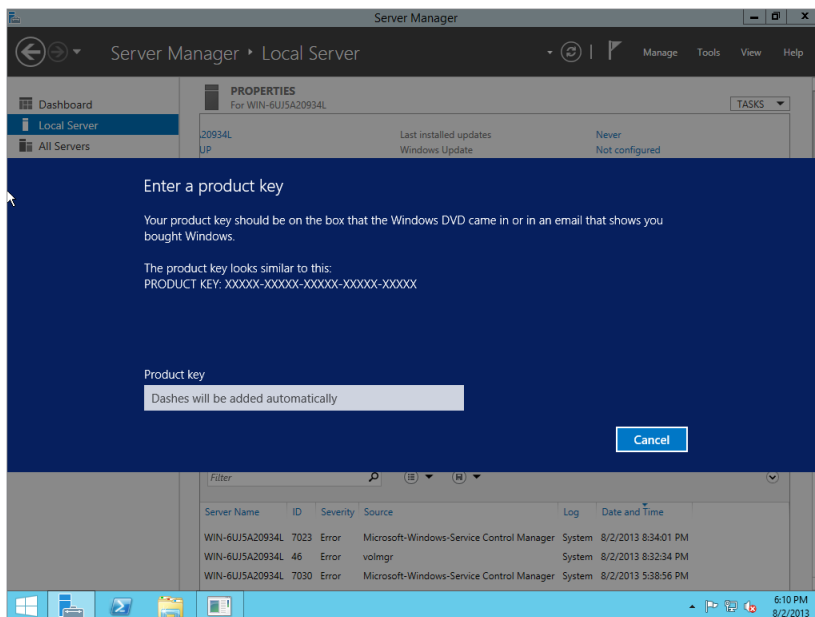 Server Manager
Server Manager • Local Server
Manage Tools View Help
Dashboard
Local Server
All Servers
PROPERTIES
For WIN-6UJ5A20934L
TASKS
20934L Last installed updates Never
UP Windows Update Not configured
Enter a product key
Your product key should be on the box that the Windows DVD came in or in an email that shows you
bought Windows.
The product key looks similar to this:
PRODUCT KEY: XXXXX-XXXXX-XXXXX-XXXXX-XXXXX
Product key
Dashes will be added automatically
Cancel
Filter
Server Name ID Severity Source Log Date and Time
WIN-6UJ5A20934L 7023 Error Microsoft-Windows-Service Control Manager System 8/2/2013 8:34:01 PM
WIN-6UJ5A20934L 46 Error volmgr System 8/2/2013 8:32:34 PM
WIN-6UJ5A20934L 7030 Error Microsoft-Windows-Service Control Manager System 8/2/2013 5:38:56 PM
6:10 PM
8/2/2013